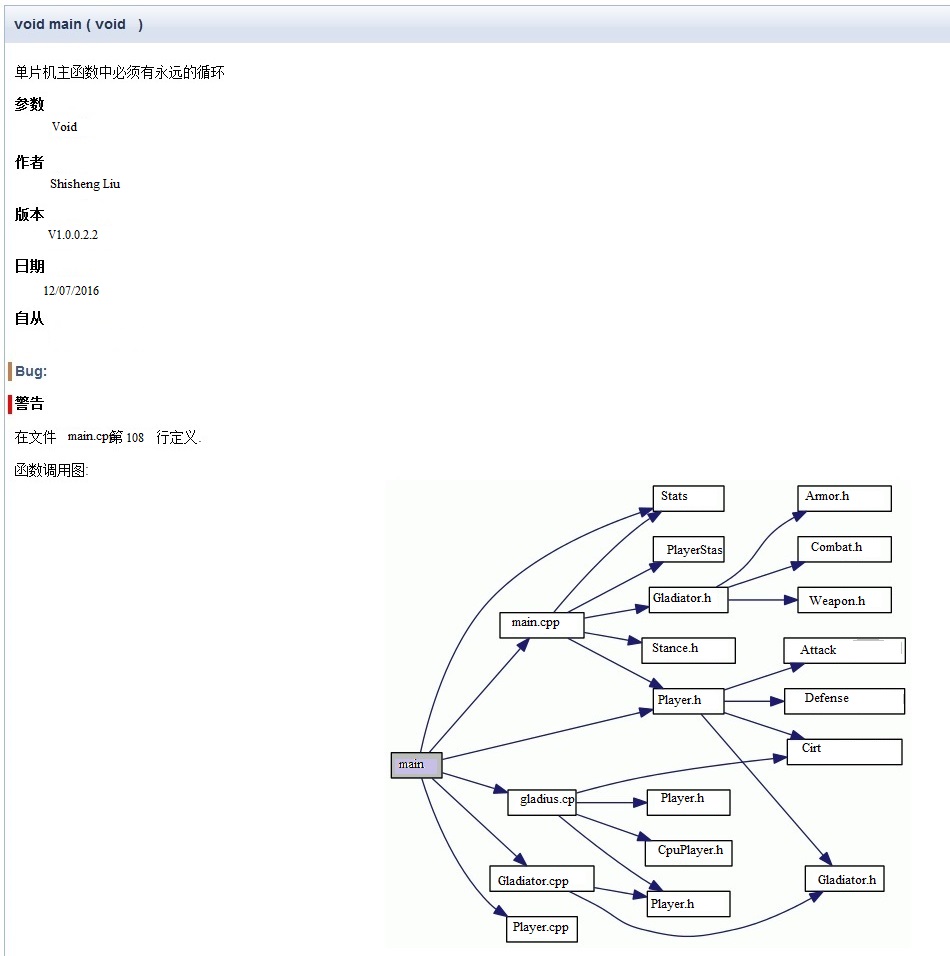 void main ( void )
单片机主函数中必须有永远的循环
参数
Void
作者
Shisheng Liu
版本
V1.0.0.2.2
日期
12/07/2016
自从
Bug:
警告
在文件 main.cpp第 108 行定义.
函数调用图:
Stats
Armor.h
PlayerStas
Combat.h
Gladiator.h
Weapon.h
main.cpp
Stance.h
Attack
Player.h
Defense
Cirt
main
gladius.cp
Player.h
CpuPlayer.h
Gladiator.cpp
Gladiator.h
Player.h
Player.cpp